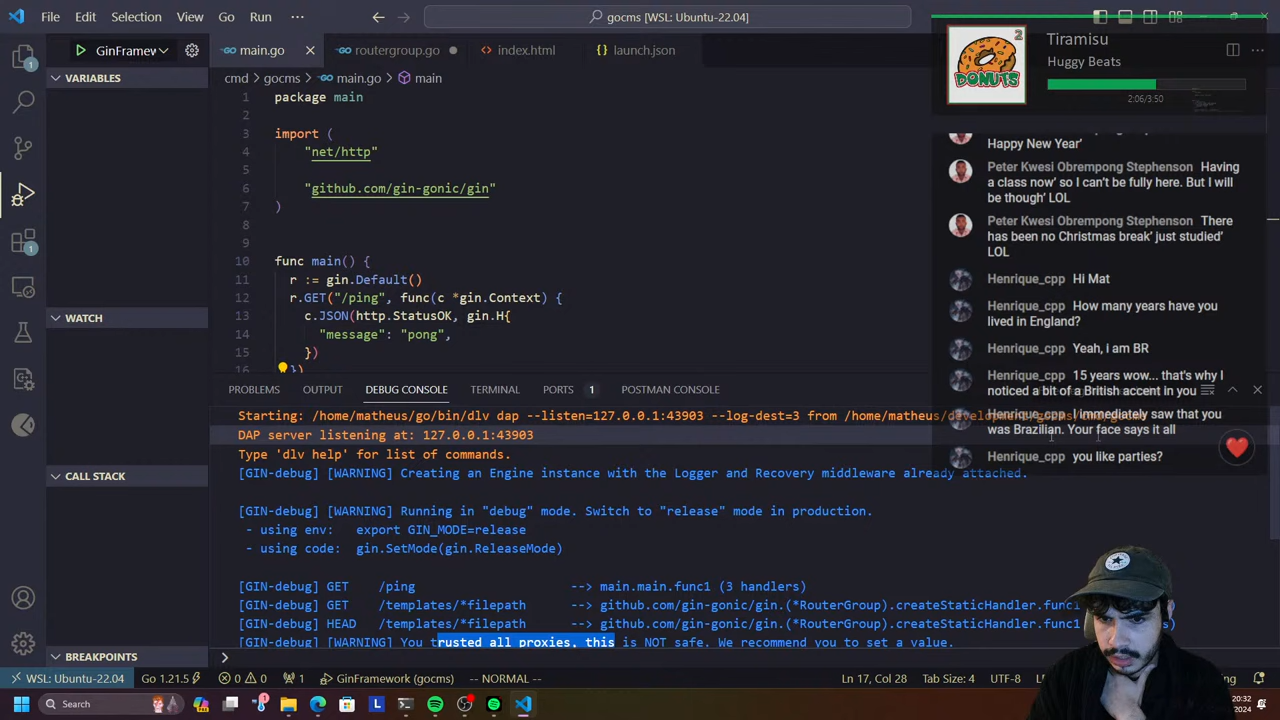 File Edit Selection View Go Run ···
gocms [WSL: Ubuntu-22.04]
GinFramev
main.go
routergroup.go
index.html
launch.json
cmd > gocms > main.go > main
VARIABLES
WATCH
CALL STACK
BREAKPOINTS
1 package main
2
3 import (
4 "net/http"
5
6 "github.com/gin-gonic/gin"
7 )
8
9
10 func main() {
11 r := gin.Default()
12 r.GET("/ping", func(c *gin.Context) {
13 c.JSON(http.StatusOK, gin.H{
14 "message": "pong",
15 })
16 })
PROBLEMS OUTPUT DEBUG CONSOLE TERMINAL PORTS 1 POSTMAN CONSOLE
Starting: /home/matheus/go/bin/dlv dap --listen=127.0.0.1:43903 --log-dest=3 from /home/matheus/develop
DAP server listening at: 127.0.0.1:43903
Type 'dlv help' for list of commands.
[GIN-debug] [WARNING] Creating an Engine instance with the Logger and Recovery middleware already attached.
[GIN-debug] [WARNING] Running in "debug" mode. Switch to "release" mode in production.
- using env: export GIN_MODE=release
- using code: gin.SetMode(gin.ReleaseMode)
[GIN-debug] GET /ping --> main.main.func1 (3 handlers)
[GIN-debug] GET /templates/*filepath --> github.com/gin-gonic/gin.(*RouterGroup).createStaticHandler.func1
[GIN-debug] HEAD /templates/*filepath --> github.com/gin-gonic/gin.(*RouterGroup).createStaticHandler.func1
[GIN-debug] [WARNING] You trusted all proxies, this is NOT safe. We recommend you to set a value.
2
DONUTS
Tiramisu
Huggy Beats
2:06/3:50
Happy New Year'
Peter Kwesi Obrempong Stephenson Having
a class now' so I can't be fully here. But I will
be though' LOL
Peter Kwesi Obrempong Stephenson There
has been no Christmas break' just studied'
LOL
Henrique_cpp Hi Mat
Henrique_cpp How many years have you
lived in England?
Henrique_cpp Yeah, i am BR
Henrique_cpp 15 years wow... that's why I
noticed a bit of a British accent in you
Henrique_cpp I immediately saw that you
was Brazilian. Your face says it all
Henrique_cpp you like parties?
WSL: Ubuntu-22.04 Go 1.21.5 0 0 1 GinFramework (gocms) -- NORMAL -- Ln 17, Col 28 Tab Size: 4 UTF-8
Search
20:32
2024